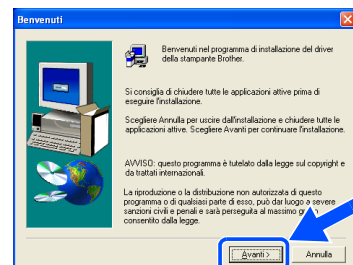 Benvenuti
Benvenuti nel programma di installazione del driver
della stampante Brother.
Si consiglia di chiudere tutte le applicazioni attive prima di
eseguire l'installazione.
Scegliere Annulla per uscire dall'installazione e chiudere tutte le
applicazioni attive. Scegliere Avanti per continuare l'installazione.
AVVISO: questo programma è tutelato dalla legge sul copyright e
da trattati internazionali.
La riproduzione o la distribuzione non autorizzata di questo
programma o di qualsiasi parte di esso, può dar luogo a severe
sanzioni civili e penali e sarà perseguita al massimo grado
consentito dalla legge.
Avanti >
Annulla